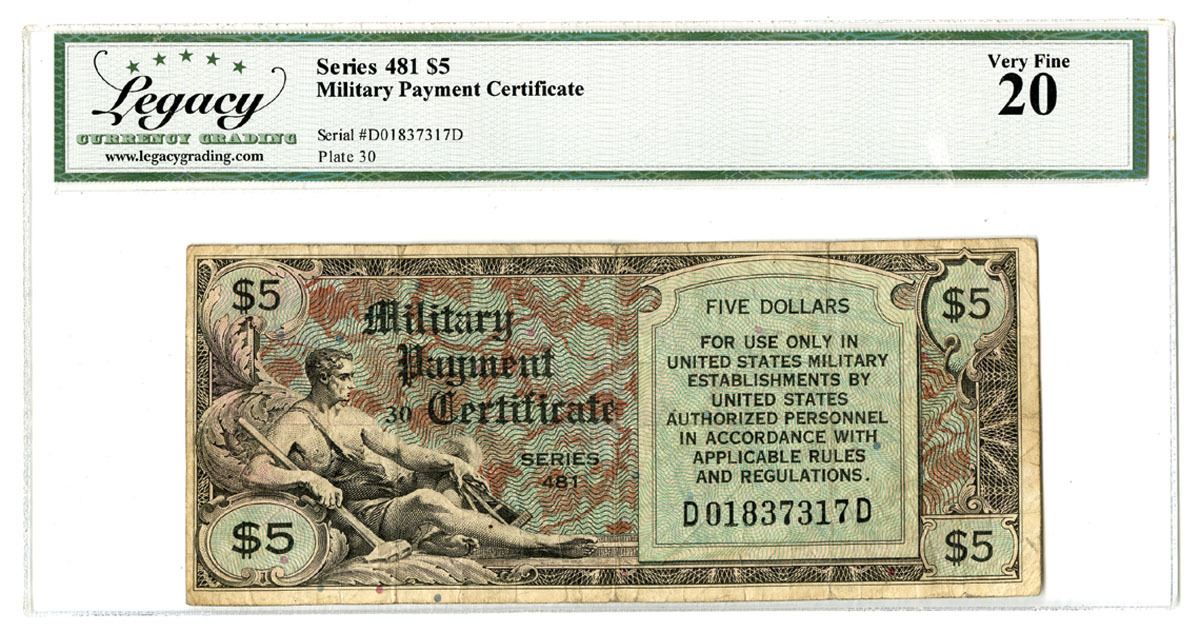 Legacy
CURRENCY GRADING
www.legacygrading.com
Series 481 $5
Military Payment Certificate
Serial #D01837317D
Plate 30
Very Fine
20
$5
Military
Payment
30 Certificate
SERIES
481
$5
FIVE DOLLARS
FOR USE ONLY IN
UNITED STATES MILITARY
ESTABLISHMENTS BY
UNITED STATES
AUTHORIZED PERSONNEL
IN ACCORDANCE WITH
APPLICABLE RULES
AND REGULATIONS.
D01837317D
$5
$5